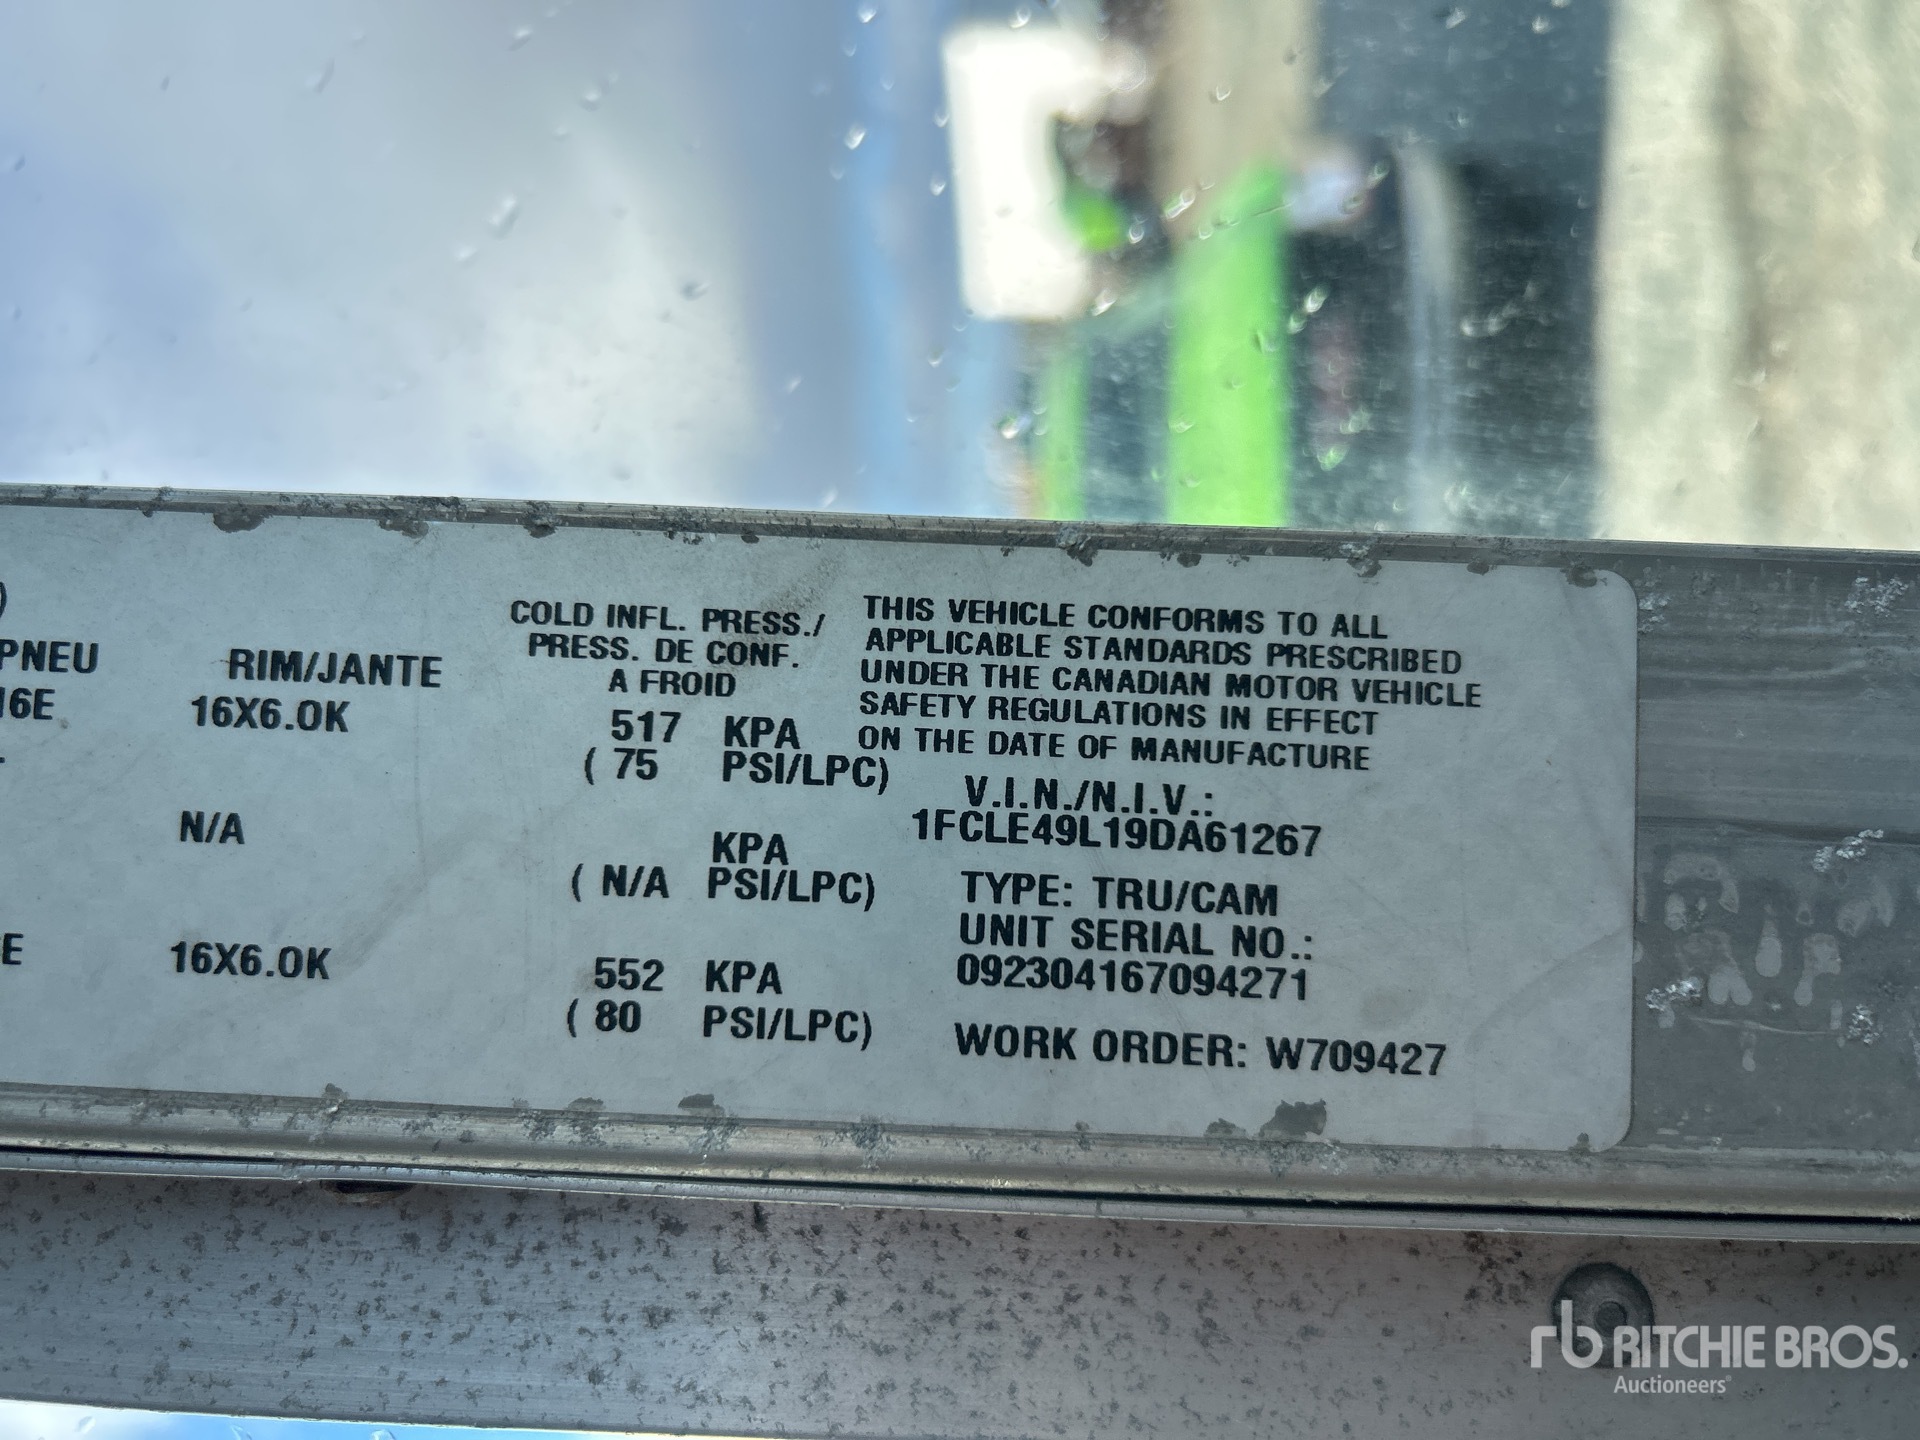 )
PNEU
16E
E
RIM/JANTE
16X6.0K
N/A
16X6.0K
COLD INFL. PRESS./
PRESS. DE CONF.
A FROID
517 KPA
( 75 PSI/LPC)
KPA
( N/A PSI/LPC)
552 KPA
( 80 PSI/LPC)
THIS VEHICLE CONFORMS TO ALL
APPLICABLE STANDARDS PRESCRIBED
UNDER THE CANADIAN MOTOR VEHICLE
SAFETY REGULATIONS IN EFFECT
ON THE DATE OF MANUFACTURE
V.I.N./N.I.V.:
1FCLE49L19DA61267
TYPE: TRU/CAM
UNIT SERIAL NO.:
092304167094271
WORK ORDER: W709427
rb RITCHIE BROS.
Auctioneers